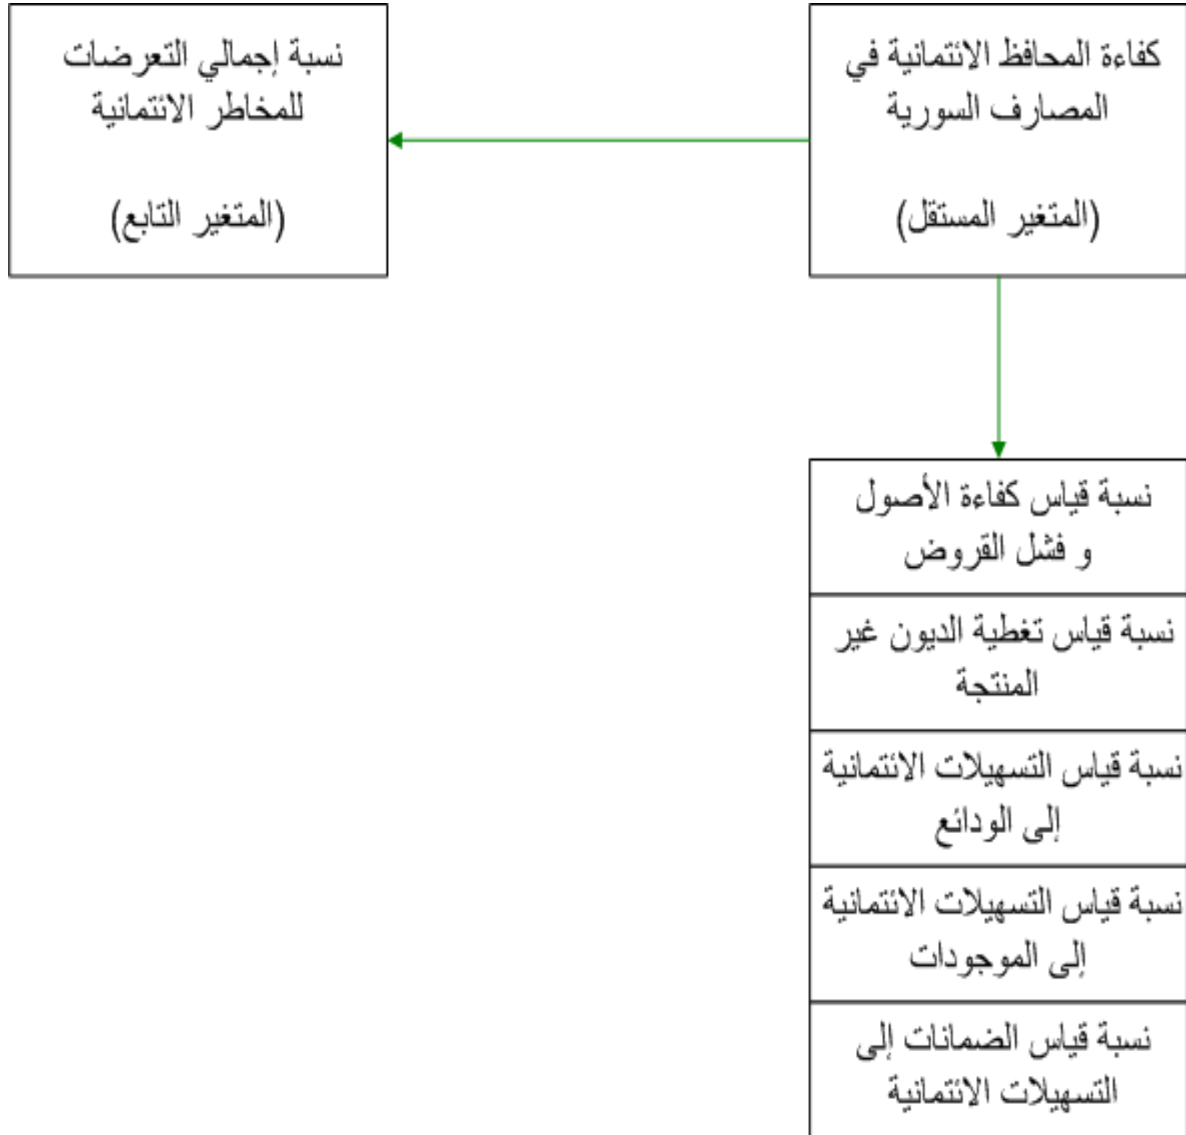 كفاءة المحافظ الائتمانية في
المصارف السورية
(المتغير المستقل)
نسبة إجمالي التعرضات
للمخاطر الائتمانية
(المتغير التابع)
نسبة قياس كفاءة الأصول
و فشل القروض
نسبة قياس تغطية الديون غير
المنتجة
نسبة قياس التسهيلات الائتمانية
إلى الودائع
نسبة قياس التسهيلات الائتمانية
إلى الموجودات
نسبة قياس الضمانات إلى
التسهيلات الائتمانية